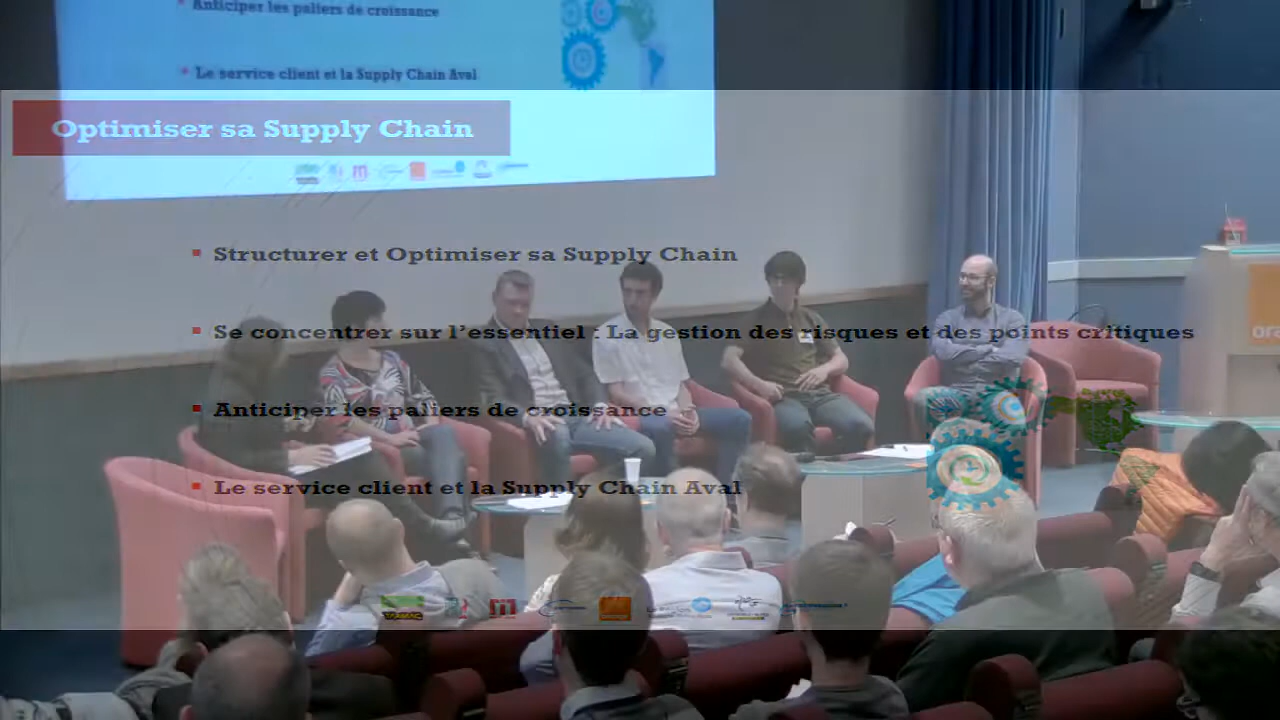 Anticiper les paliers de croissance
Le service client et la Supply Chain Aval
Optimiser sa Supply Chain
Structurer et Optimiser sa Supply Chain
Se concentrer sur l'essentiel : La gestion des risques et des points critiques
Anticiper les paliers de croissance
Le service client et la Supply Chain Aval
ora